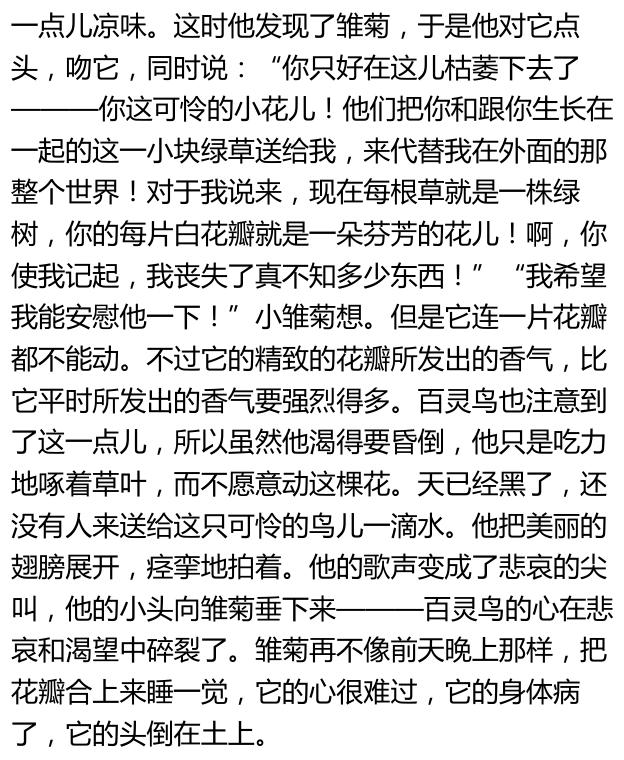 一点儿凉味。这时他发现了雏菊，于是他对它点
头，吻它，同时说：“你只好在这儿枯萎下去了
————你这可怜的小花儿！他们把你和跟你生长在
一起的这一小块绿草送给我，来代替我在外面的那
整个世界！对于我说来，现在每根草就是一株绿
树，你的每片白花瓣就是一朵芬芳的花儿！啊，你
使我记起，我丧失了真不知多少东西！”“我希望
我能安慰他一下！”小雏菊想。但是它连一片花瓣
都不能动。不过它的精致的花瓣所发出的香气，比
它平时所发出的香气要强烈得多。百灵鸟也注意到
了这一点儿，所以虽然他渴得要昏倒，他只是吃力
地啄着草叶，而不愿意动这棵花。天已经黑了，还
没有人来送给这只可怜的鸟儿一滴水。他把美丽的
翅膀展开，痉挛地拍着。他的歌声变成了悲哀的尖
叫，他的小头向雏菊垂下来————百灵鸟的心在悲
哀和渴望中碎裂了。雏菊再不像前天晚上那样，把
花瓣合上来睡一觉，它的心很难过，它的身体病
了，它的头倒在土上。